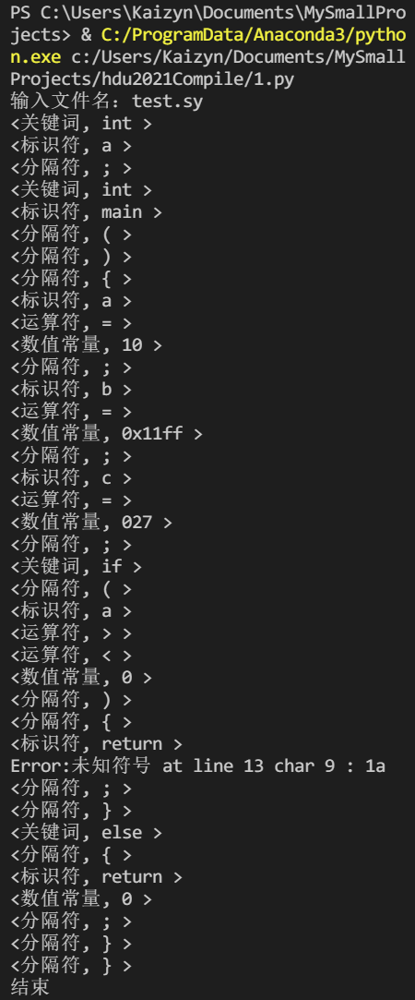 PS C:\Users\Kaizyn\Documents\MySmallPro
jects> & C:/ProgramData/Anaconda3/pytho
n.exe c:/Users/Kaizyn/Documents/MySmall
Projects/hdu2021Compile/1.py
输入文件名: test.sy
<关键词, int >
<标识符, a >
<分隔符, ; >
<关键词, int >
<标识符, main >
<分隔符, ( >
<分隔符, ) >
<分隔符, { >
<标识符, a >
<运算符, = >
<数值常量, 10 >
<分隔符, ; >
<标识符, b >
<运算符, = >
<数值常量, 0x11ff >
<分隔符, ; >
<标识符, c >
<运算符, = >
<数值常量, 027 >
<分隔符, ; >
<关键词, if >
<分隔符, ( >
<标识符, a >
<运算符, > >
<运算符, < >
<数值常量, 0 >
<分隔符, ) >
<分隔符, { >
<标识符, return >
Error:未知符号 at line 13 char 9 : 1a
<分隔符, ; >
<分隔符, } >
<关键词, else >
<分隔符, { >
<标识符, return >
<数值常量, 0 >
<分隔符, ; >
<分隔符, } >
<分隔符, } >
结束